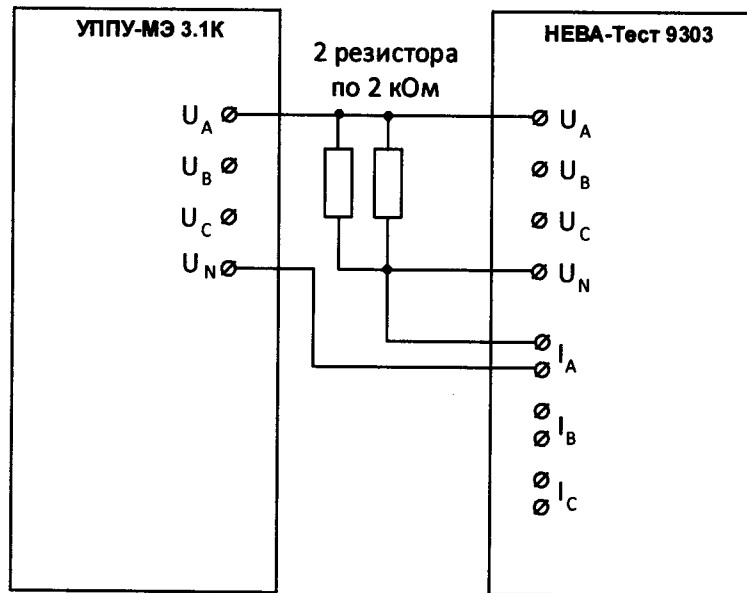 УППУ-МЭ 3.1К
НЕВА-Тест 9303
2 резистора
по 2 кОм
U_A
U_B
U_C
U_N
U_A
U_B
U_C
U_N
I_A
I_B
I_C